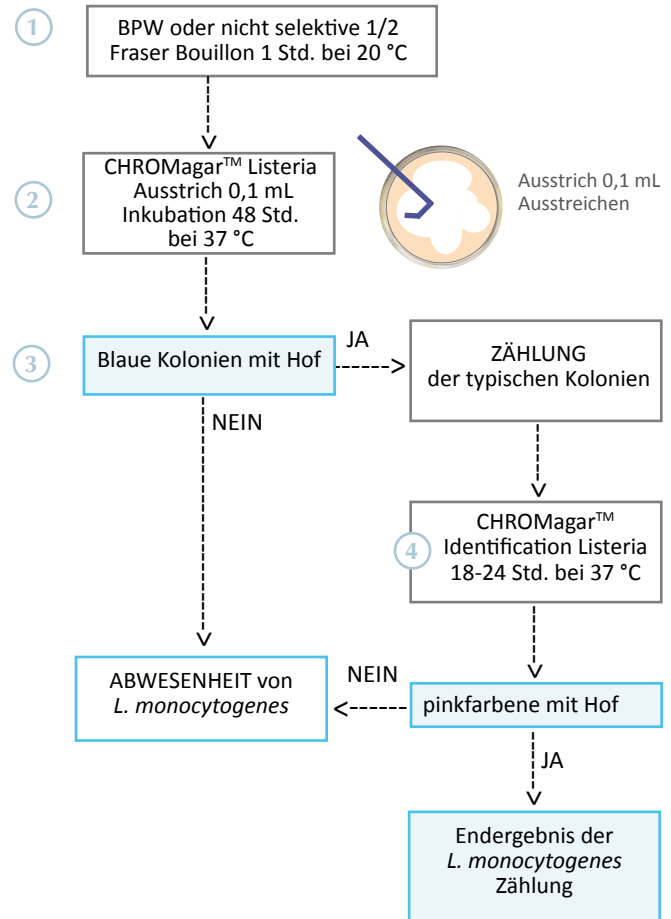 1
BPW oder nicht selektive 1/2
Fraser Bouillon 1 Std. bei 20 °C
2
CHROMagar™ Listeria
Ausstrich 0,1 mL
Inkubation 48 Std.
bei 37 °C
Ausstrich 0,1 mL
Ausstreichen
3
Blaue Kolonien mit Hof
JA
ZÄHLUNG
der typischen Kolonien
NEIN
4
CHROMagar™
Identification Listeria
18-24 Std. bei 37 °C
ABWESENHEIT von
L. monocytogenes
NEIN
pinkfarbene mit Hof
JA
Endergebnis der
L. monocytogenes
Zählung